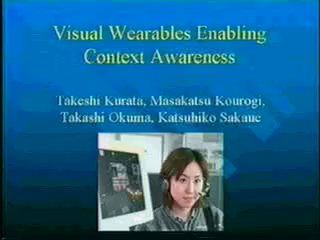 Visual Wearables Enabling
Context Awareness
Takeshi Kurata, Masakatsu Kourogi,
Takashi Okuma, Katsuhiko Sakaue